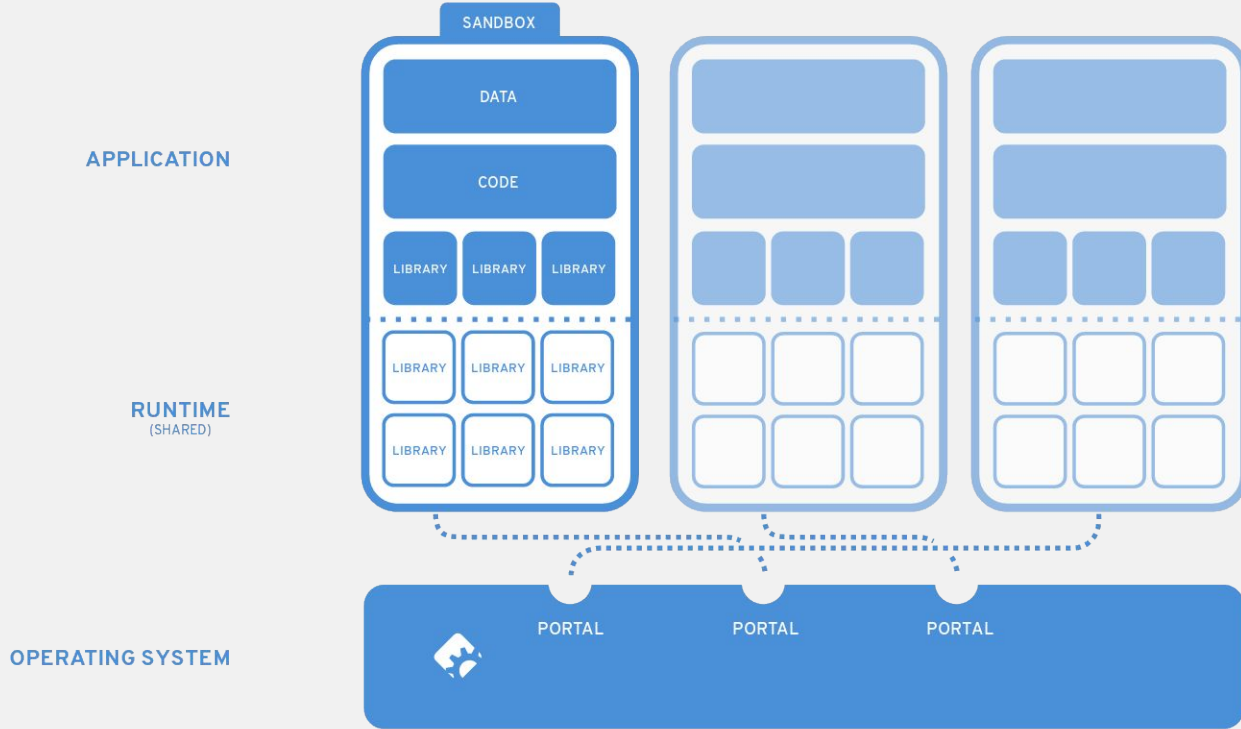 SANDBOX
DATA
APPLICATION
CODE
LIBRARY LIBRARY LIBRARY
LIBRARY LIBRARY LIBRARY
RUNTIME
(SHARED)
LIBRARY LIBRARY LIBRARY
PORTAL PORTAL PORTAL
OPERATING SYSTEM